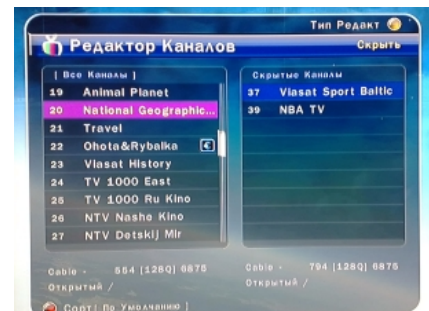 Тип Редакт
Редактор Каналов
Скрыть
[ Все Каналы ]
19 Animal Planet
20 National Geographic...
21 Travel
22 Ohota&Rybalka €
23 Viasat History
24 TV 1000 East
25 TV 1000 Ru Kino
26 NTV Nashe Kino
27 NTV Detskij Mir
Cable - 554 [128Q] 6875
Открытый /
Скрытые Каналы
37 Viasat Sport Baltic
39 NBA TV
Cable - 794 [128Q] 6875
Открытый /
Сорт[ По Умолчанию ]